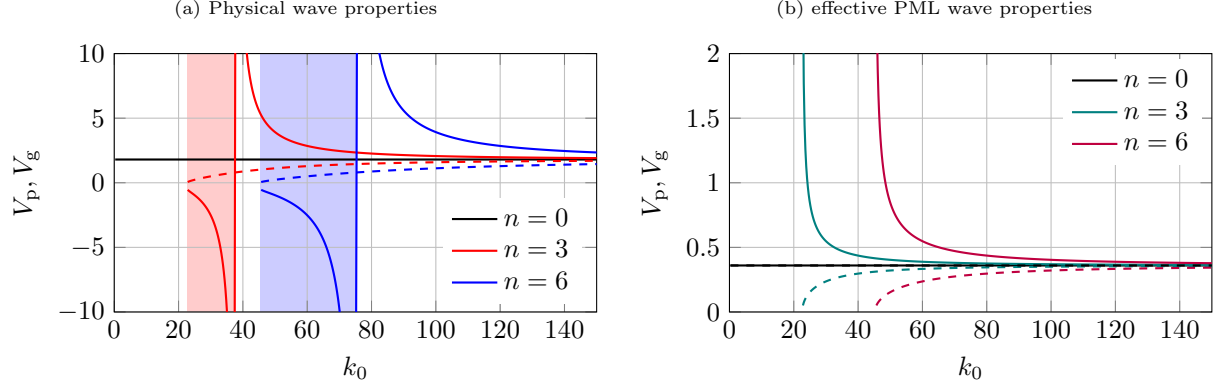 (a) Physical wave properties
10
5
0
−5
−10
V_p, V_g
n = 0
n = 3
n = 6
0 20 40 60 80 100 120 140
k_0
(b) effective PML wave properties
2
1.5
1
0.5
0
V_p, V_g
n = 0
n = 3
n = 6
0 20 40 60 80 100 120 140
k_0